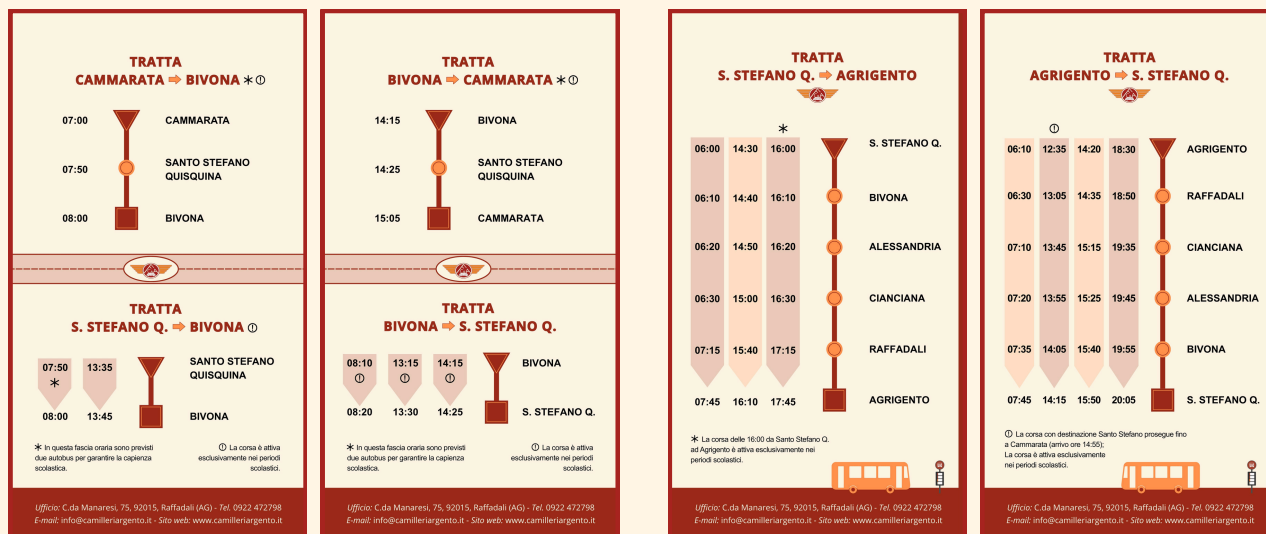 TRATTA
CAMMARATA BIVONA * ①
07:00 CAMMARATA
07:50 SANTO STEFANO
QUISQUINA
08:00 BIVONA
TRATTA
S. STEFANO Q. BIVONA ①
07:50 13:35 SANTO STEFANO
* QUISQUINA
08:00 13:45 BIVONA
* In questa fascia oraria sono previsti
due autobus per garantire la capienza
scolastica.
① La corsa è attiva
esclusivamente nei periodi
scolastici.
Ufficio: C.da Manaresi, 75, 92015, Raffadali (AG) - Tel. 0922 472798
E-mail: info@camilleriargento.it - Sito web: www.camilleriargento.it
TRATTA
BIVONA CAMMARATA * ①
14:15 BIVONA
14:25 SANTO STEFANO
QUISQUINA
15:05 CAMMARATA
TRATTA
BIVONA S. STEFANO Q.
08:10 13:15 14:15 BIVONA
① ① ①
08:20 13:30 14:25 S. STEFANO Q.
* In questa fascia oraria sono previsti
due autobus per garantire la capienza
scolastica.
① La corsa è attiva
esclusivamente nei periodi
scolastici.
Ufficio: C.da Manaresi, 75, 92015, Raffadali (AG) - Tel. 0922 472798
E-mail: info@camilleriargento.it - Sito web: www.camilleriargento.it
TRATTA
S. STEFANO Q. AGRIGENTO
*
06:00 14:30 16:00 S. STEFANO Q.
06:10 14:40 16:10 BIVONA
06:20 14:50 16:20 ALESSANDRIA
06:30 15:00 16:30 CIANCIANA
07:15 15:40 17:15 RAFFADALI
07:45 16:10 17:45 AGRIGENTO
* La corsa delle 16:00 da Santo Stefano Q.
ad Agrigento è attiva esclusivamente nei
periodi scolastici.
Ufficio: C.da Manaresi, 75, 92015, Raffadali (AG) - Tel. 0922 472798
E-mail: info@camilleriargento.it - Sito web: www.camilleriargento.it
TRATTA
AGRIGENTO S. STEFANO Q.
①
06:10 12:35 14:20 18:30 AGRIGENTO
06:30 13:05 14:35 18:50 RAFFADALI
07:10 13:45 15:15 19:35 CIANCIANA
07:20 13:55 15:25 19:45 ALESSANDRIA
07:35 14:05 15:40 19:55 BIVONA
07:45 14:15 15:50 20:05 S. STEFANO Q.
① La corsa con destinazione Santo Stefano prosegue fino
a Cammarata (arrivo ore 14:55);
La corsa è attiva esclusivamente
nei periodi scolastici.
Ufficio: C.da Manaresi, 75, 92015, Raffadali (AG) - Tel. 0922 472798
E-mail: info@camilleriargento.it - Sito web: www.camilleriargento.it